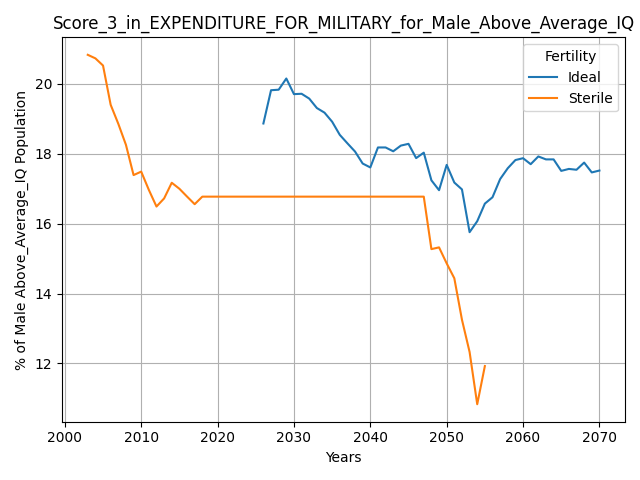 Score_3_in_EXPENDITURE_FOR_MILITARY_for_Male_Above_Average_IQ
Fertility
Ideal
Sterile
% of Male Above_Average_IQ Population
20
18
16
14
12
2000 2010 2020 2030 2040 2050 2060 2070
Years